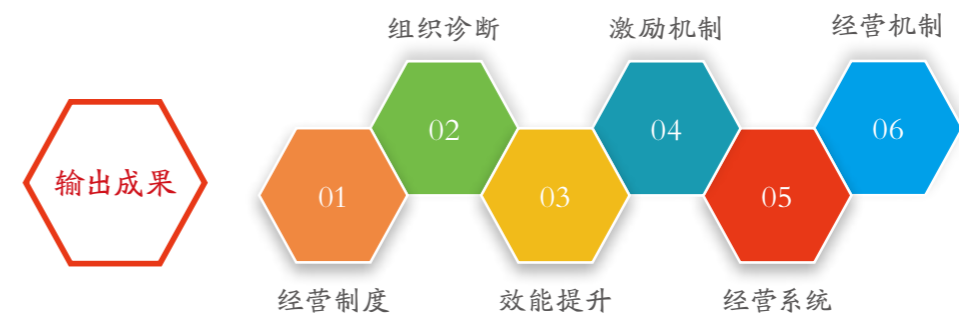 组织诊断
激励机制
经营机制
输出成果
01
02
03
04
05
06
经营制度
效能提升
经营系统